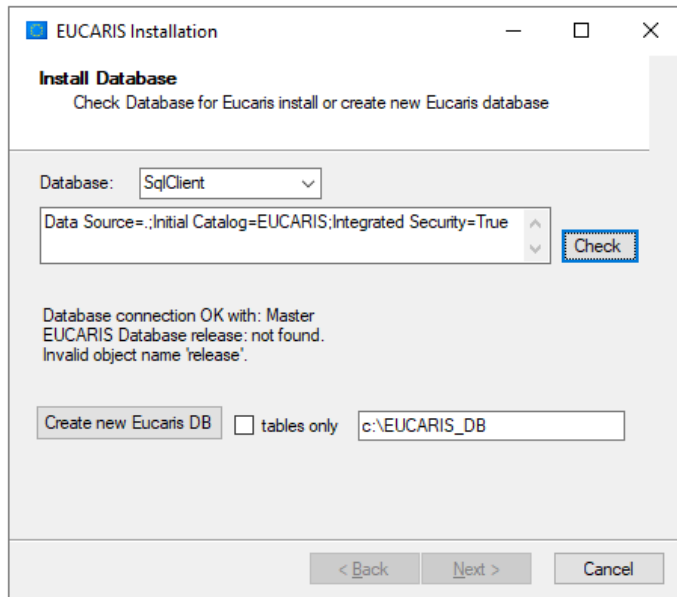 EUCARIS Installation
Install Database
Check Database for Eucaris install or create new Eucaris database
Database: SqlClient
Data Source=.;Initial Catalog=EUCARIS;Integrated Security=True
Check
Database connection OK with: Master
EUCARIS Database release: not found.
Invalid object name 'release'.
Create new Eucaris DB tables only c:\EUCARIS_DB
< Back Next > Cancel